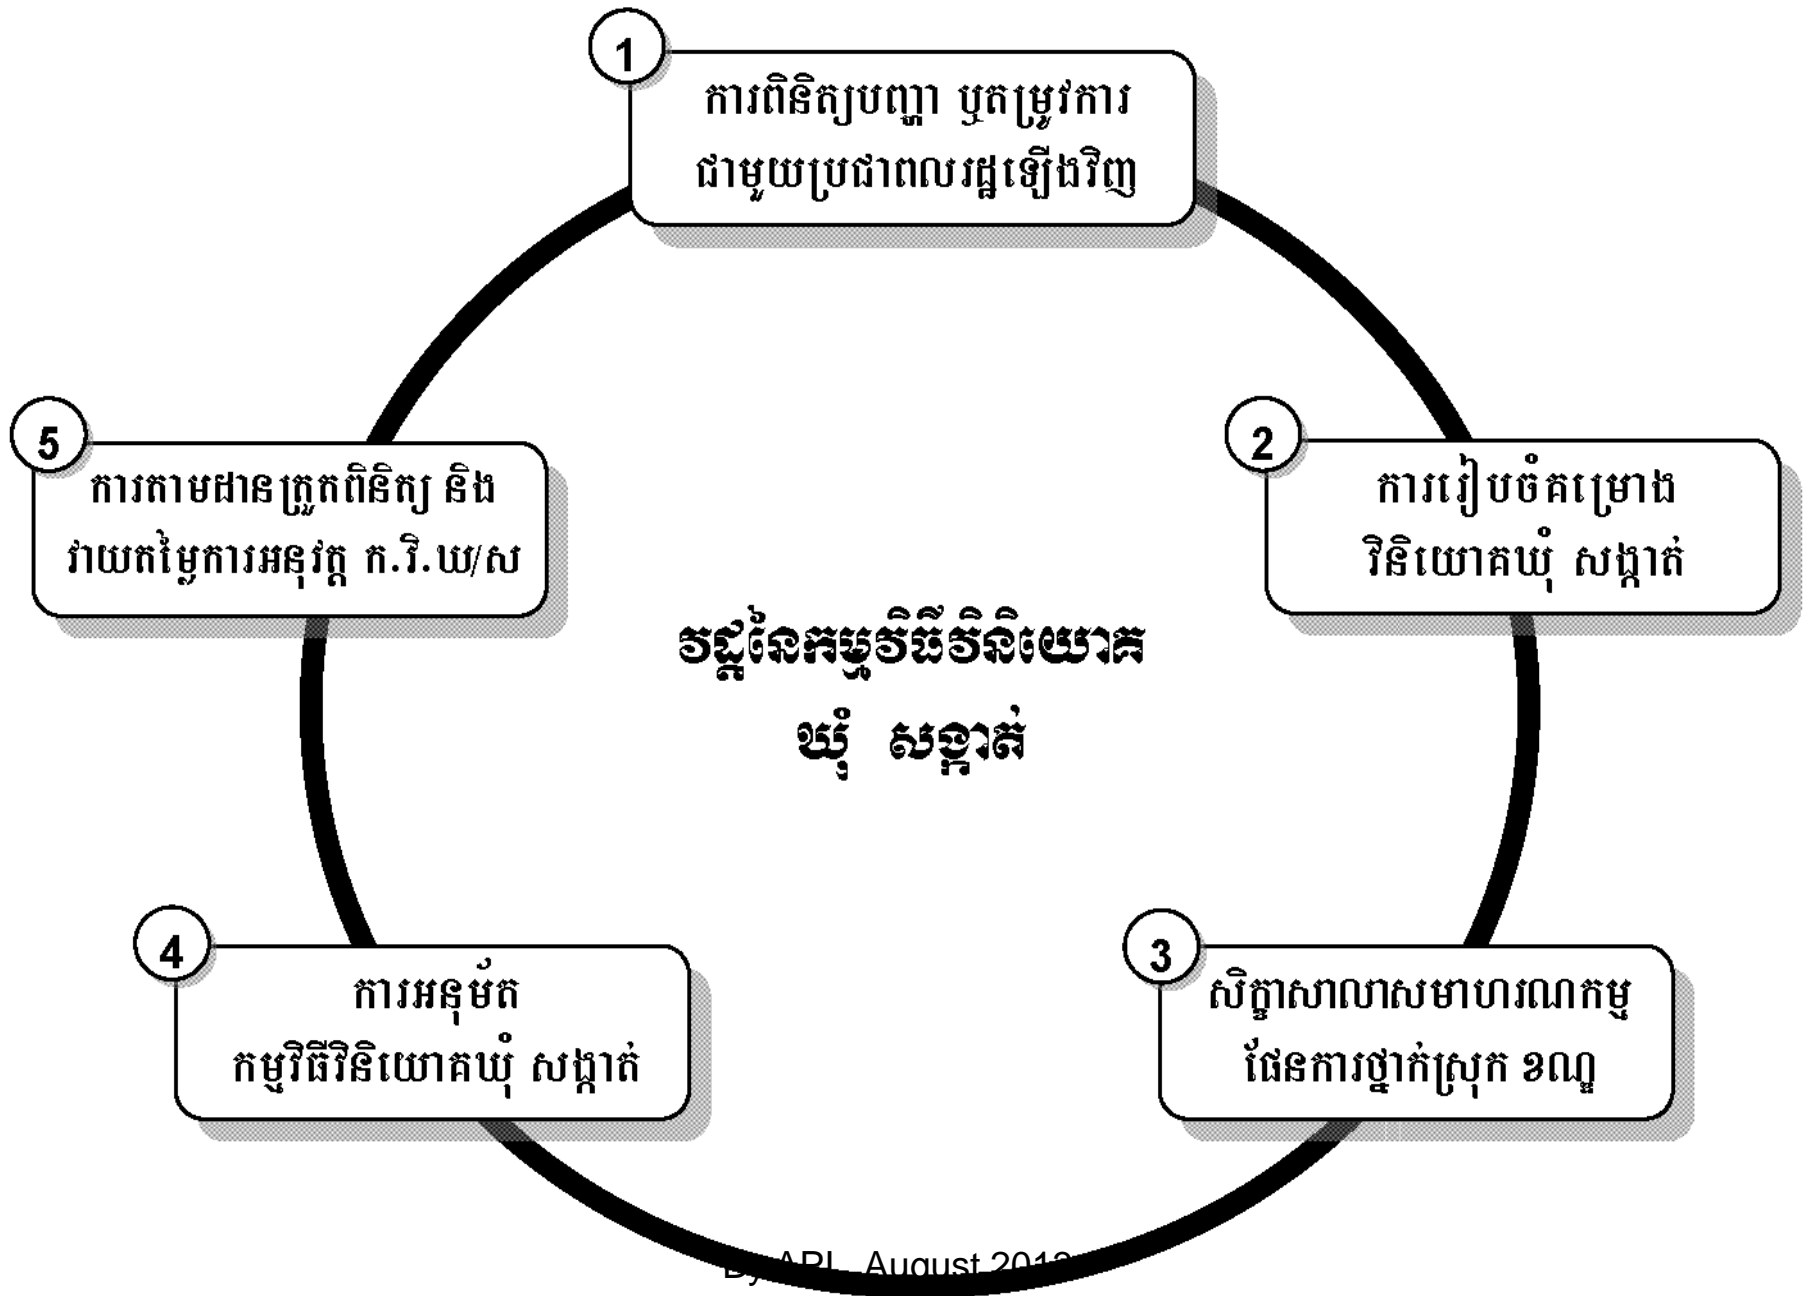 1
ការពិនិត្យបញ្ហា ឬតម្រូវការ
ជាមួយប្រជាពលរដ្ឋឡើងវិញ
2
ការរៀបចំគម្រោង
វិនិយោគឃុំ សង្កាត់
3
សិក្ខាសាលាសមាហរណកម្ម
ផែនការថ្នាក់ស្រុក ខណ្ឌ
4
ការអនុម័ត
កម្មវិធីវិនិយោគឃុំ សង្កាត់
5
ការតាមដានត្រួតពិនិត្យ និង
វាយតម្លៃការអនុវត្ត ក.វិ.ឃ/ស
វដ្តនៃកម្មវិធីវិនិយោគ
ឃុំ សង្កាត់
By API, August